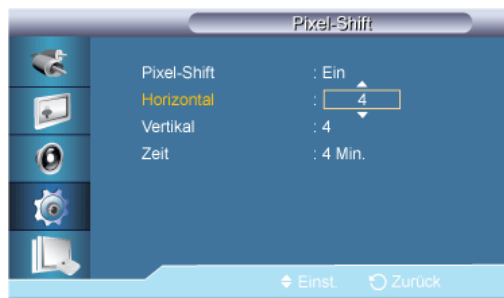 Pixel-Shift
Pixel-Shift : Ein
Horizontal : 4
Vertikal : 4
Zeit : 4 Min.
Einst. Zurück